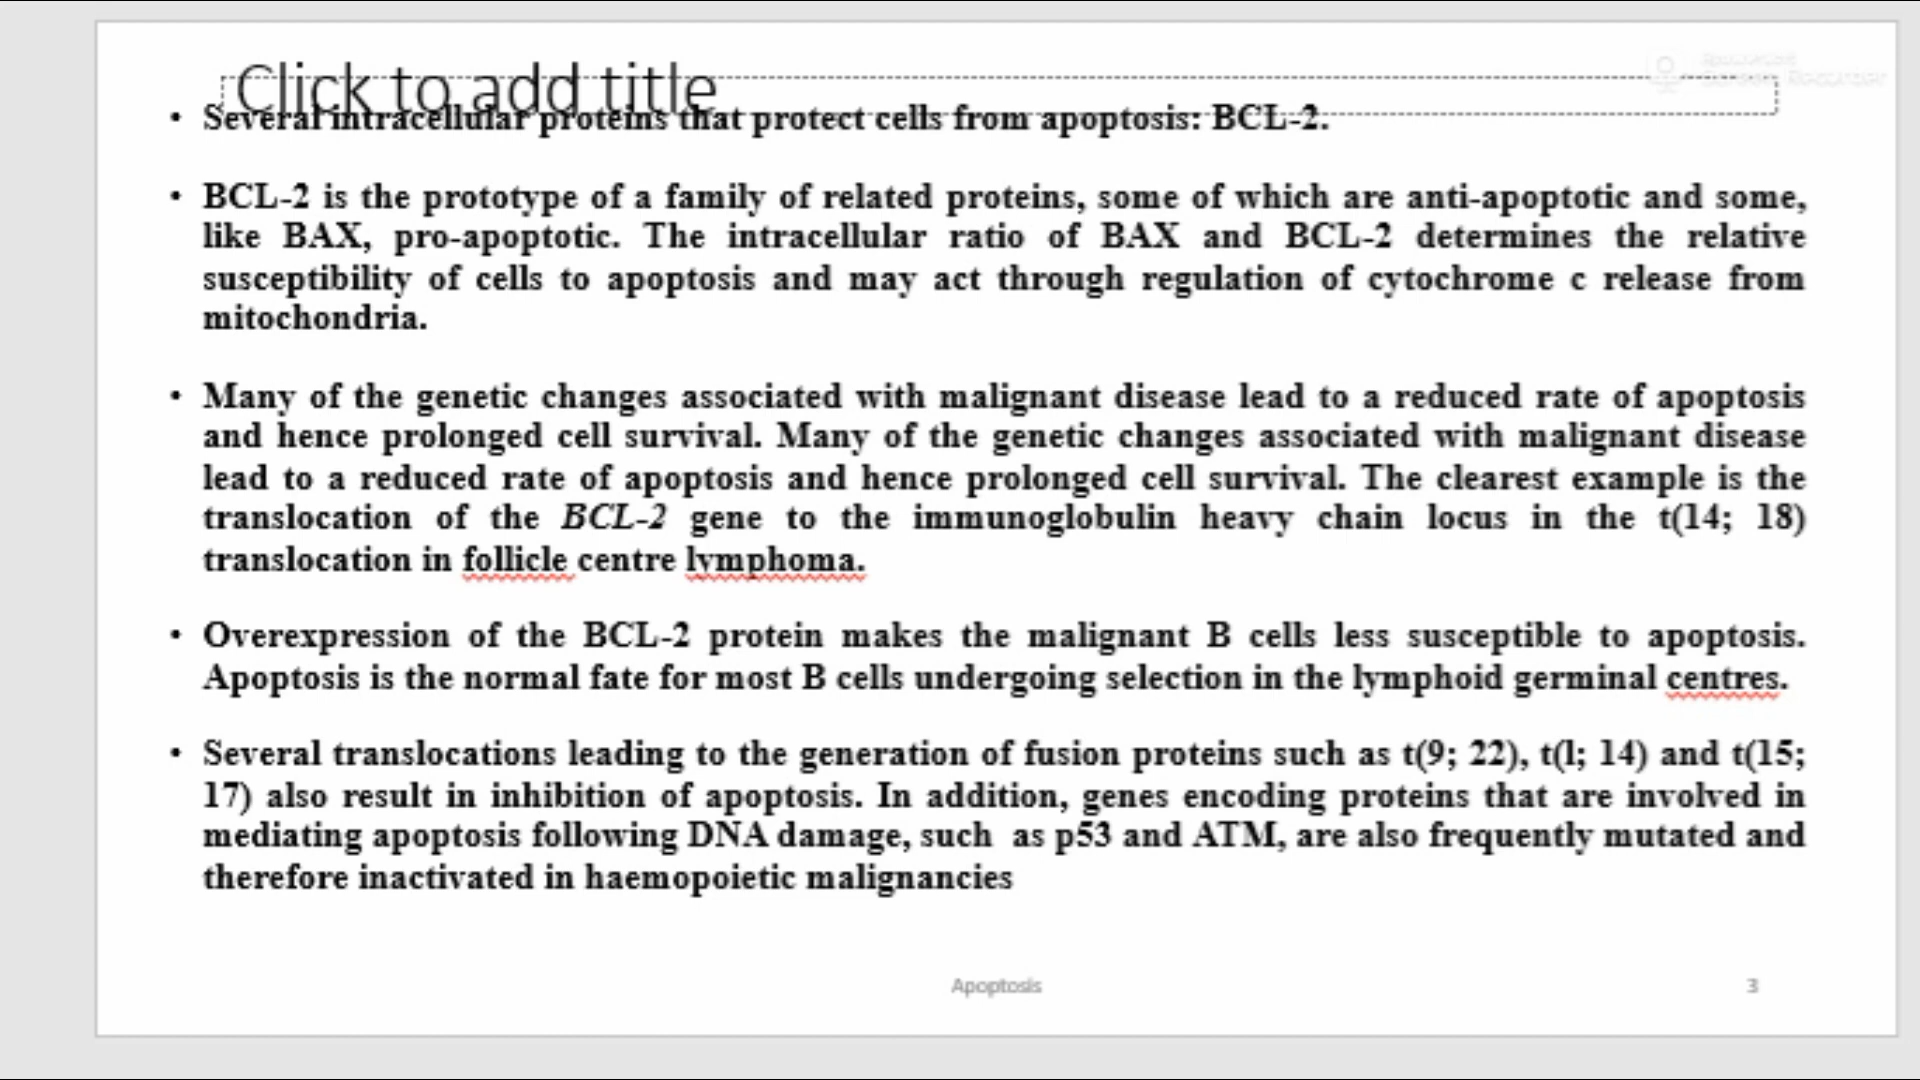 Click to add title
• Several intracellular proteins that protect cells from apoptosis: BCL-2.
• BCL-2 is the prototype of a family of related proteins, some of which are anti-apoptotic and some,
like BAX, pro-apoptotic. The intracellular ratio of BAX and BCL-2 determines the relative
susceptibility of cells to apoptosis and may act through regulation of cytochrome c release from
mitochondria.
• Many of the genetic changes associated with malignant disease lead to a reduced rate of apoptosis
and hence prolonged cell survival. Many of the genetic changes associated with malignant disease
lead to a reduced rate of apoptosis and hence prolonged cell survival. The clearest example is the
translocation of the BCL-2 gene to the immunoglobulin heavy chain locus in the t(14; 18)
translocation in follicle centre lymphoma.
• Overexpression of the BCL-2 protein makes the malignant B cells less susceptible to apoptosis.
Apoptosis is the normal fate for most B cells undergoing selection in the lymphoid germinal centres.
• Several translocations leading to the generation of fusion proteins such as t(9; 22), t(l; 14) and t(15;
17) also result in inhibition of apoptosis. In addition, genes encoding proteins that are involved in
mediating apoptosis following DNA damage, such as p53 and ATM, are also frequently mutated and
therefore inactivated in haemopoietic malignancies
Apoptosis
3